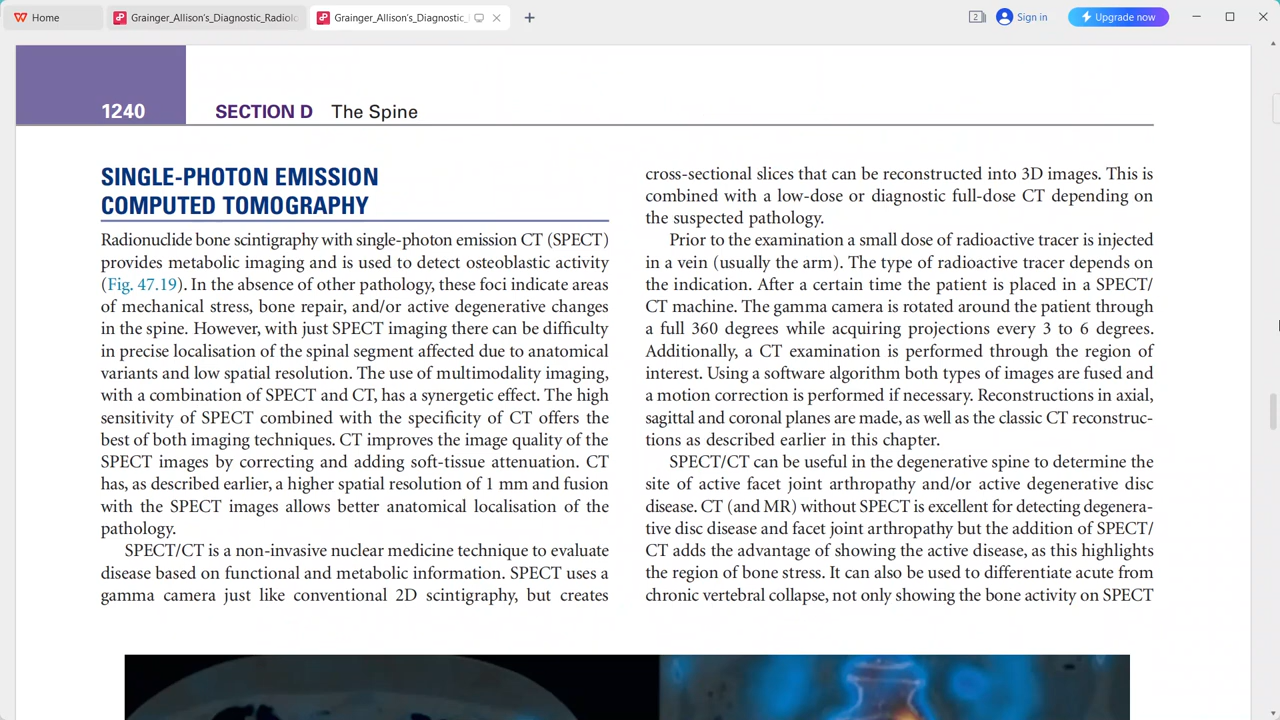 Home
Grainger_Allison's_Diagnostic_Radiol
Grainger_Allison's_Diagnostic_
2
Sign in
Upgrade now
1240
SECTION D The Spine
SINGLE-PHOTON EMISSION
COMPUTED TOMOGRAPHY
Radionuclide bone scintigraphy with single-photon emission CT (SPECT)
provides metabolic imaging and is used to detect osteoblastic activity
(Fig. 47.19). In the absence of other pathology, these foci indicate areas
of mechanical stress, bone repair, and/or active degenerative changes
in the spine. However, with just SPECT imaging there can be difficulty
in precise localisation of the spinal segment affected due to anatomical
variants and low spatial resolution. The use of multimodality imaging,
with a combination of SPECT and CT, has a synergetic effect. The high
sensitivity of SPECT combined with the specificity of CT offers the
best of both imaging techniques. CT improves the image quality of the
SPECT images by correcting and adding soft-tissue attenuation. CT
has, as described earlier, a higher spatial resolution of 1 mm and fusion
with the SPECT images allows better anatomical localisation of the
pathology.
SPECT/CT is a non-invasive nuclear medicine technique to evaluate
disease based on functional and metabolic information. SPECT uses a
gamma camera just like conventional 2D scintigraphy, but creates
cross-sectional slices that can be reconstructed into 3D images. This is
combined with a low-dose or diagnostic full-dose CT depending on
the suspected pathology.
Prior to the examination a small dose of radioactive tracer is injected
in a vein (usually the arm). The type of radioactive tracer depends on
the indication. After a certain time the patient is placed in a SPECT/
CT machine. The gamma camera is rotated around the patient through
a full 360 degrees while acquiring projections every 3 to 6 degrees.
Additionally, a CT examination is performed through the region of
interest. Using a software algorithm both types of images are fused and
a motion correction is performed if necessary. Reconstructions in axial,
sagittal and coronal planes are made, as well as the classic CT reconstruc-
tions as described earlier in this chapter.
SPECT/CT can be useful in the degenerative spine to determine the
site of active facet joint arthropathy and/or active degenerative disc
disease. CT (and MR) without SPECT is excellent for detecting degenera-
tive disc disease and facet joint arthropathy but the addition of SPECT/
CT adds the advantage of showing the active disease, as this highlights
the region of bone stress. It can also be used to differentiate acute from
chronic vertebral collapse, not only showing the bone activity on SPECT